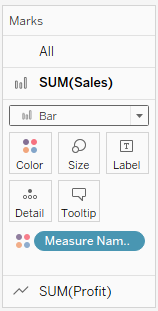 Marks
All
SUM(Sales)
Bar
Color Size Label
Detail Tooltip
Measure Nam..
SUM(Profit)